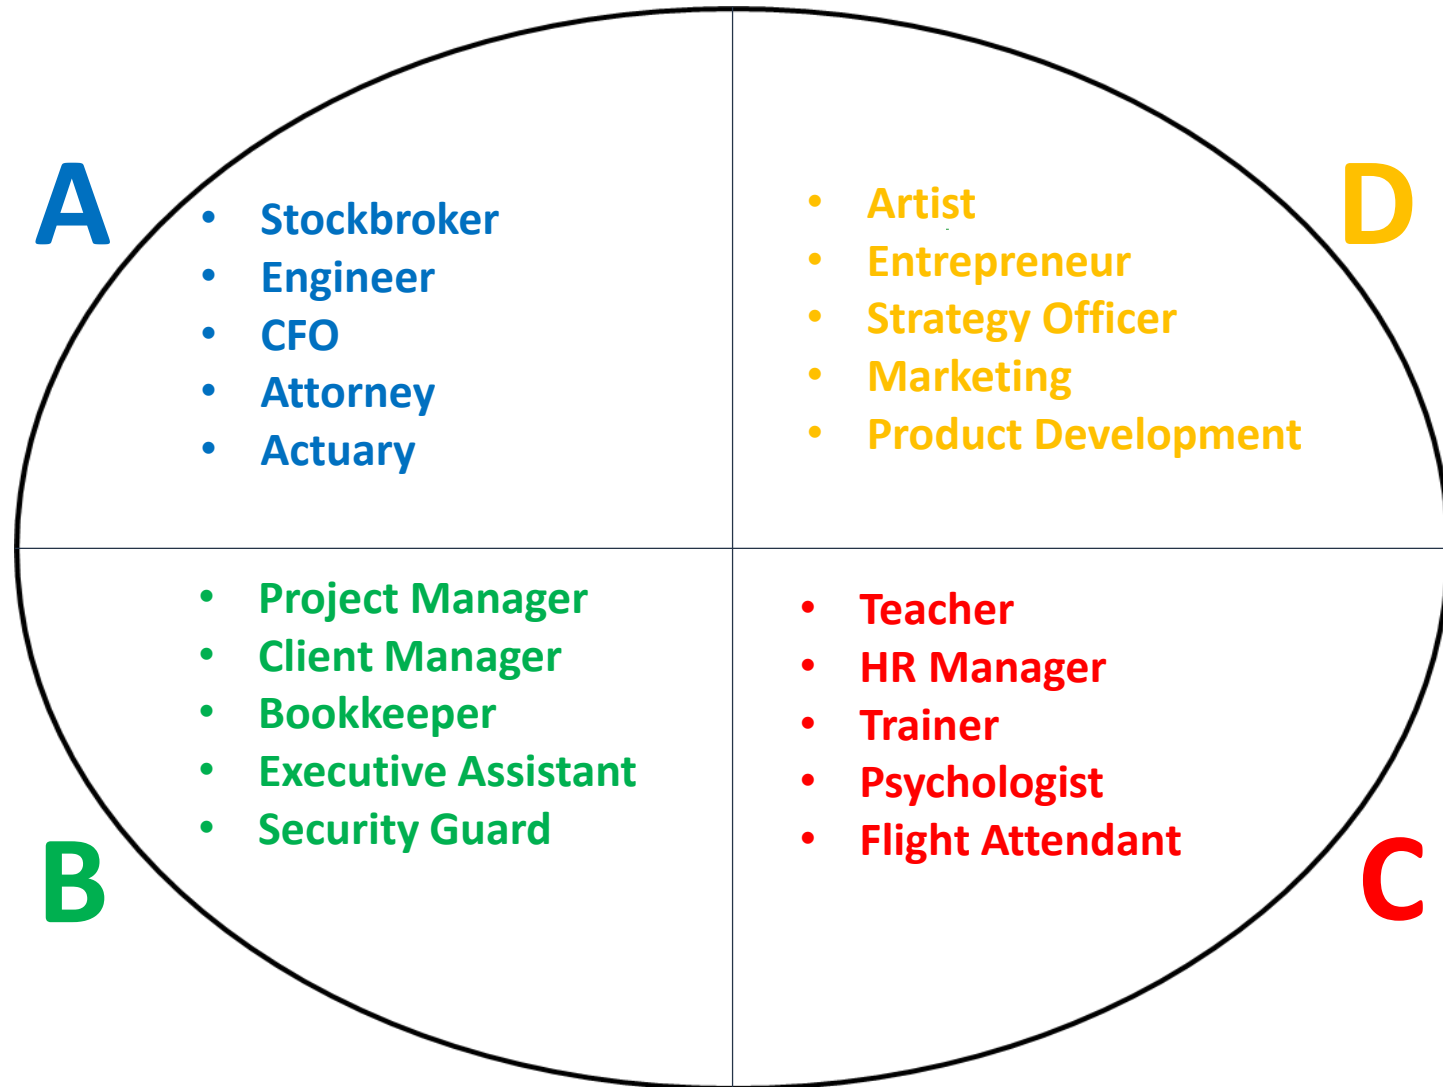 A
• Stockbroker
• Engineer
• CFO
• Attorney
• Actuary
D
• Artist
• Entrepreneur
• Strategy Officer
• Marketing
• Product Development
B
• Project Manager
• Client Manager
• Bookkeeper
• Executive Assistant
• Security Guard
C
• Teacher
• HR Manager
• Trainer
• Psychologist
• Flight Attendant